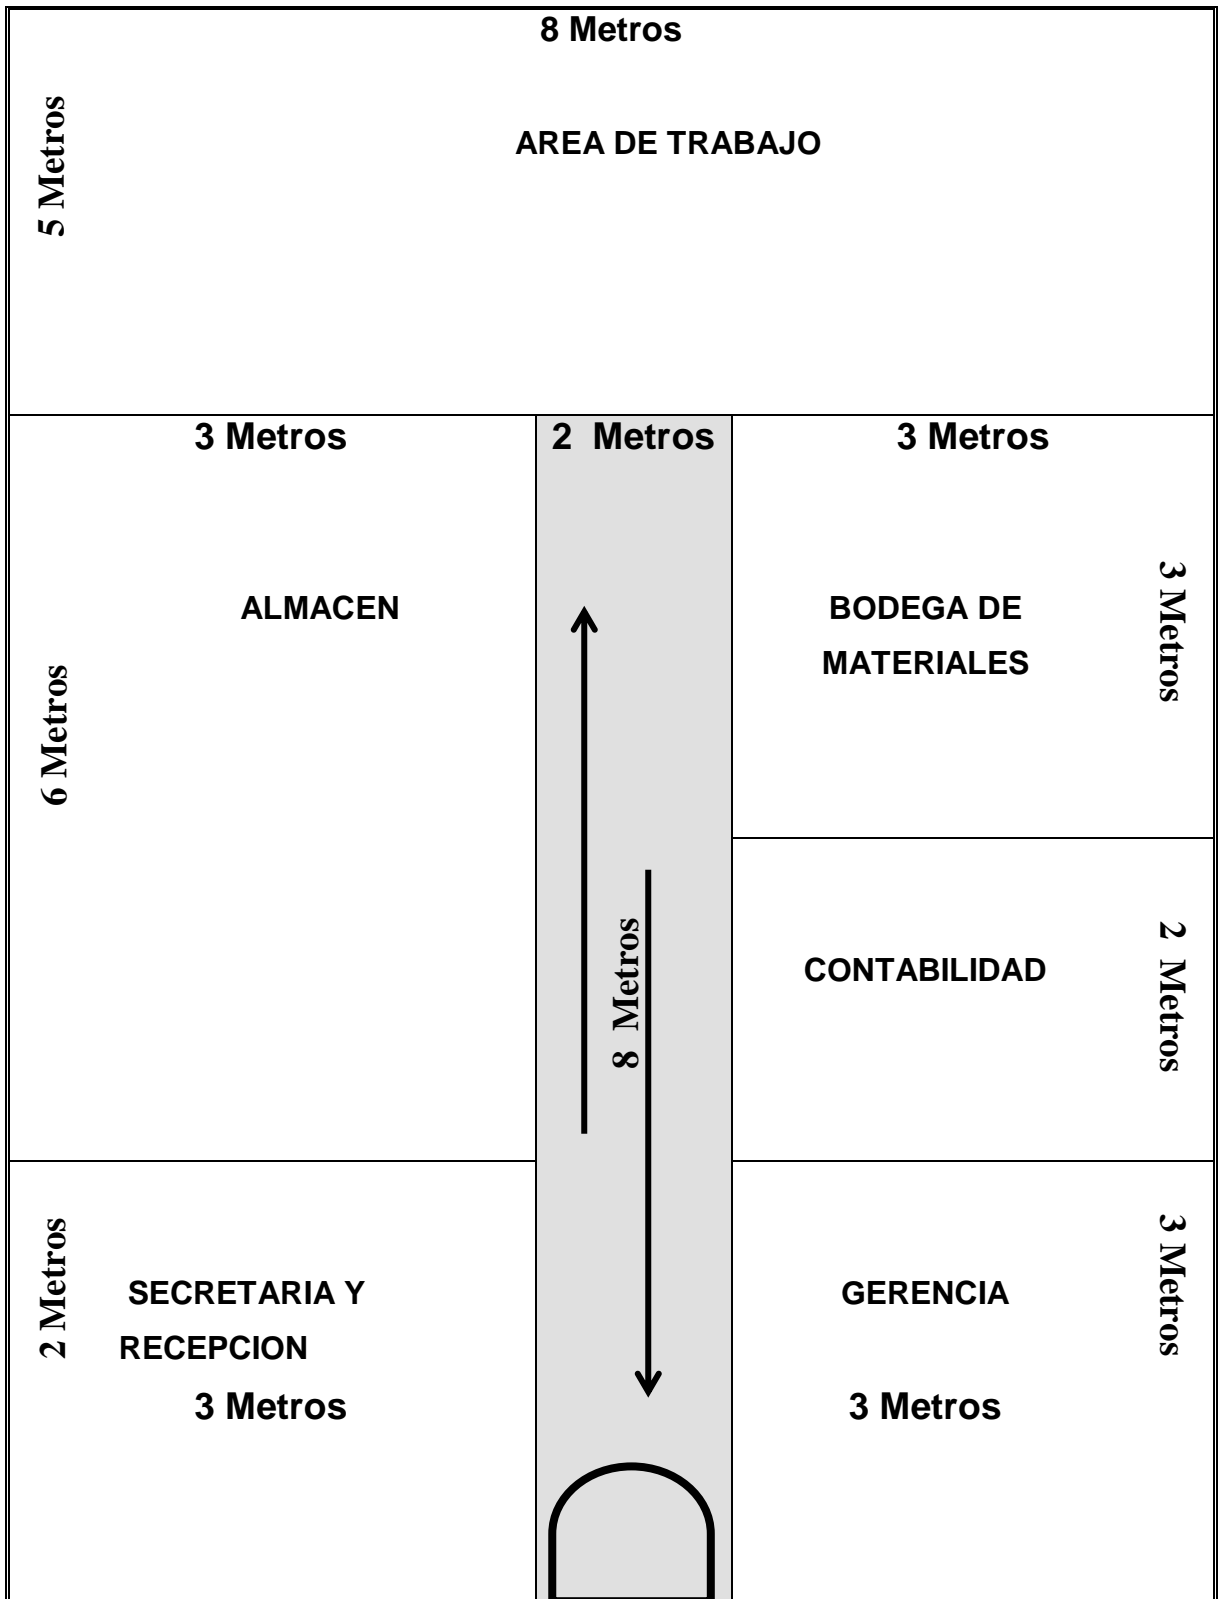 8 Metros
5 Metros
AREA DE TRABAJO
3 Metros
2  Metros
3 Metros
ALMACEN
6 Metros
BODEGA DE
MATERIALES
3 Metros
8  Metros
CONTABILIDAD
2  Metros
2 Metros
SECRETARIA Y
RECEPCION
3 Metros
GERENCIA
3 Metros
3 Metros